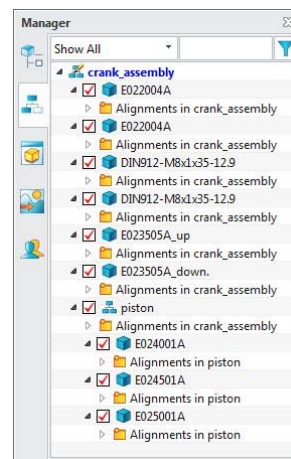 Manager
Show All
crank_assembly
E022004A
Alignments in crank_assembly
E022004A
Alignments in crank_assembly
DIN912-M8x1x35-12.9
Alignments in crank_assembly
DIN912-M8x1x35-12.9
Alignments in crank_assembly
E023505A_up
Alignments in crank_assembly
E023505A_down.
Alignments in crank_assembly
piston
Alignments in crank_assembly
E024001A
Alignments in piston
E024501A
Alignments in piston
E025001A
Alignments in piston